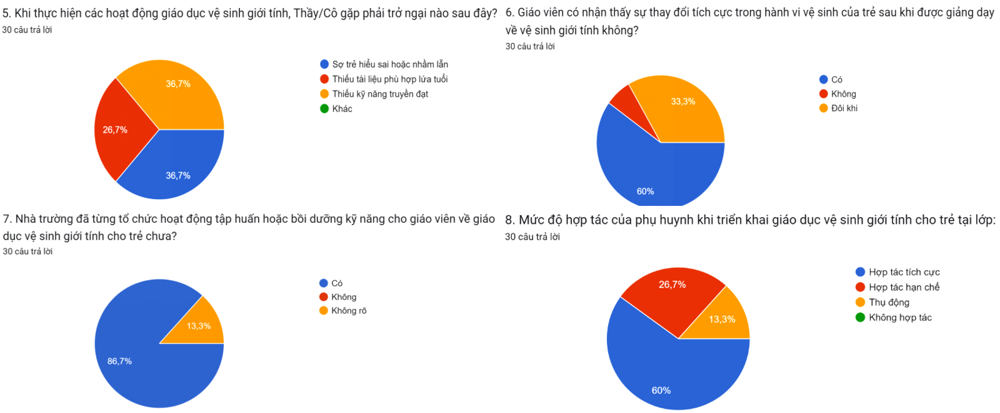 5. Khi thực hiện các hoạt động giáo dục vệ sinh giới tính, Thầy/Cô gặp phải trở ngại nào sau đây?
30 câu trả lời
36,7%
26,7%
36,7%
Sợ trẻ hiểu sai hoặc nhầm lẫn
Thiếu tài liệu phù hợp lứa tuổi
Thiếu kỹ năng truyền đạt
Khác
6. Giáo viên có nhận thấy sự thay đổi tích cực trong hành vi vệ sinh của trẻ sau khi được giảng dạy
về vệ sinh giới tính không?
30 câu trả lời
33,3%
60%
Có
Không
Đôi khi
7. Nhà trường đã từng tổ chức hoạt động tập huấn hoặc bồi dưỡng kỹ năng cho giáo viên về giáo
dục vệ sinh giới tính cho trẻ chưa?
30 câu trả lời
13,3%
86,7%
Có
Không
Không rõ
8. Mức độ hợp tác của phụ huynh khi triển khai giáo dục vệ sinh giới tính cho trẻ tại lớp:
30 câu trả lời
26,7%
13,3%
60%
Hợp tác tích cực
Hợp tác hạn chế
Thụ động
Không hợp tác